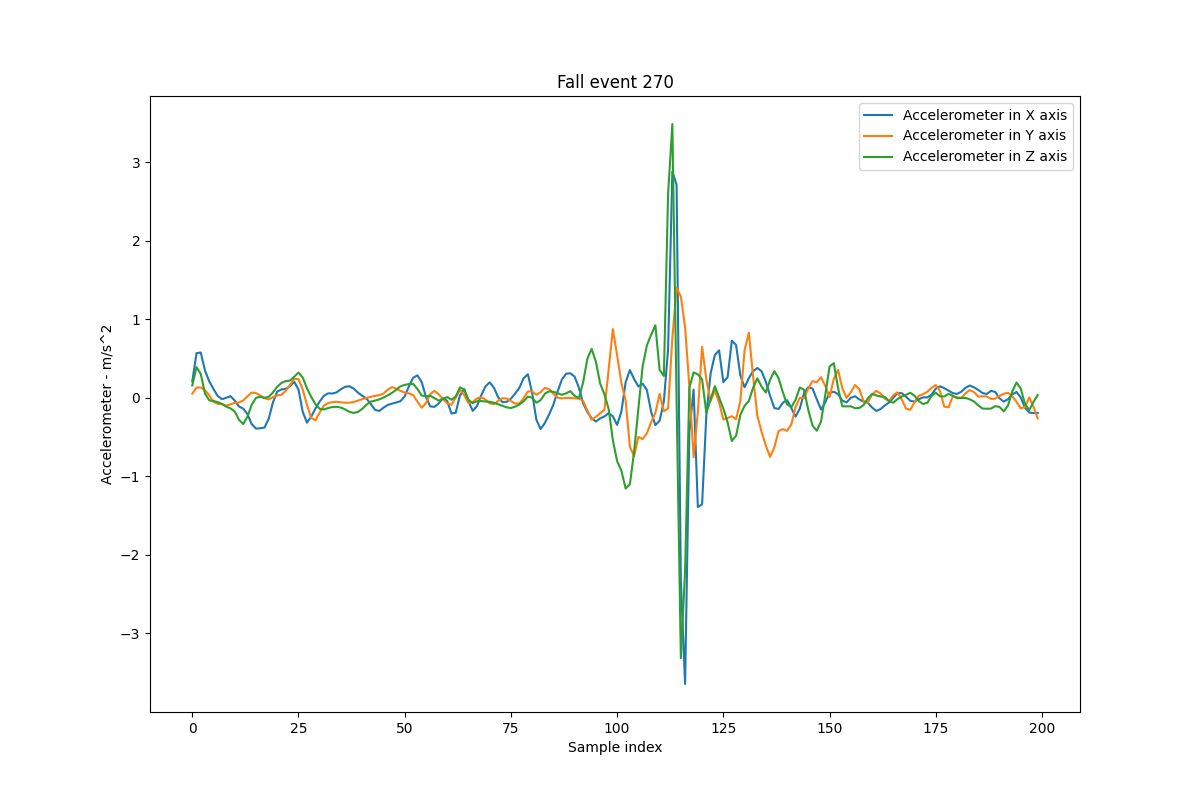 Fall event 270
Accelerometer in X axis
Accelerometer in Y axis
Accelerometer in Z axis
Accelerometer - m/s^2
3
2
1
0
−1
−2
−3
0 25 50 75 100 125 150 175 200
Sample index